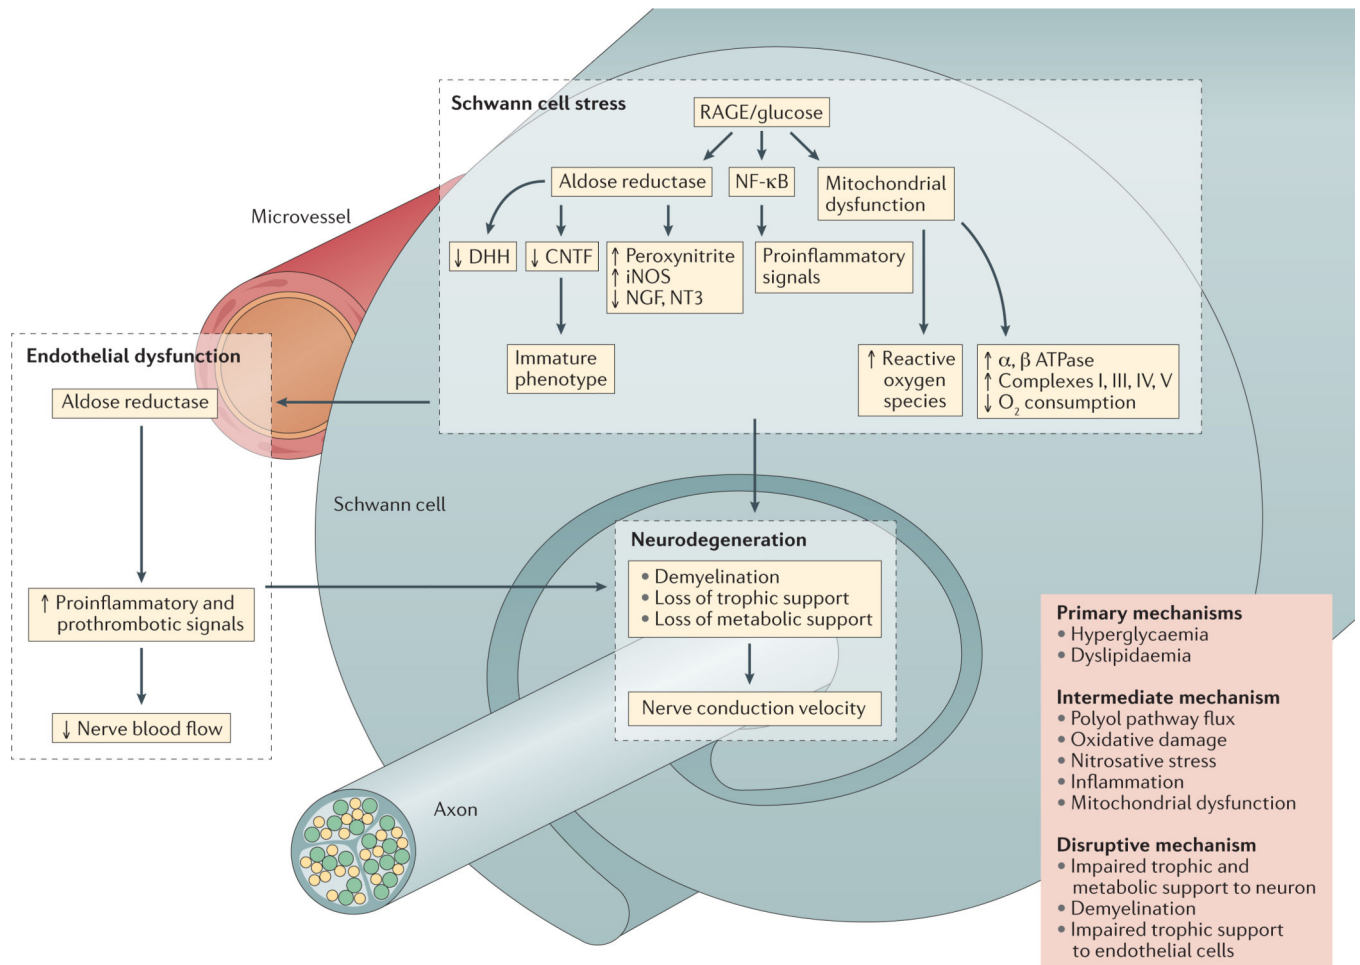 Schwann cell stress
RAGE/glucose
Aldose reductase
NF-κB
Mitochondrial
dysfunction
Microvessel
↓ DHH
↓ CNTF
↑ Peroxynitrite
↑ iNOS
↓ NGF, NT3
Proinflammatory
signals
Immature
phenotype
↑ Reactive
oxygen
species
↑ α, β ATPase
↑ Complexes I, III, IV, V
↓ O₂ consumption
Endothelial dysfunction
Aldose reductase
↑ Proinflammatory and
prothrombotic signals
↓ Nerve blood flow
Schwann cell
Neurodegeneration
• Demyelination
• Loss of trophic support
• Loss of metabolic support
Nerve conduction velocity
Axon
Primary mechanisms
• Hyperglycaemia
• Dyslipidaemia
Intermediate mechanism
• Polyol pathway flux
• Oxidative damage
• Nitrosative stress
• Inflammation
• Mitochondrial dysfunction
Disruptive mechanism
• Impaired trophic and
metabolic support to neuron
• Demyelination
• Impaired trophic support
to endothelial cells